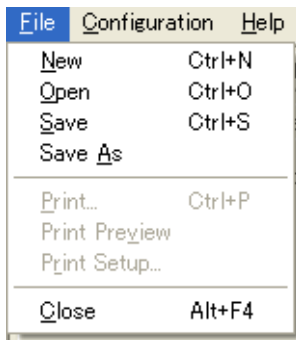 File Configuration Help
New Ctrl+N
Open Ctrl+O
Save Ctrl+S
Save As
Print... Ctrl+P
Print Preview
Print Setup...
Close Alt+F4